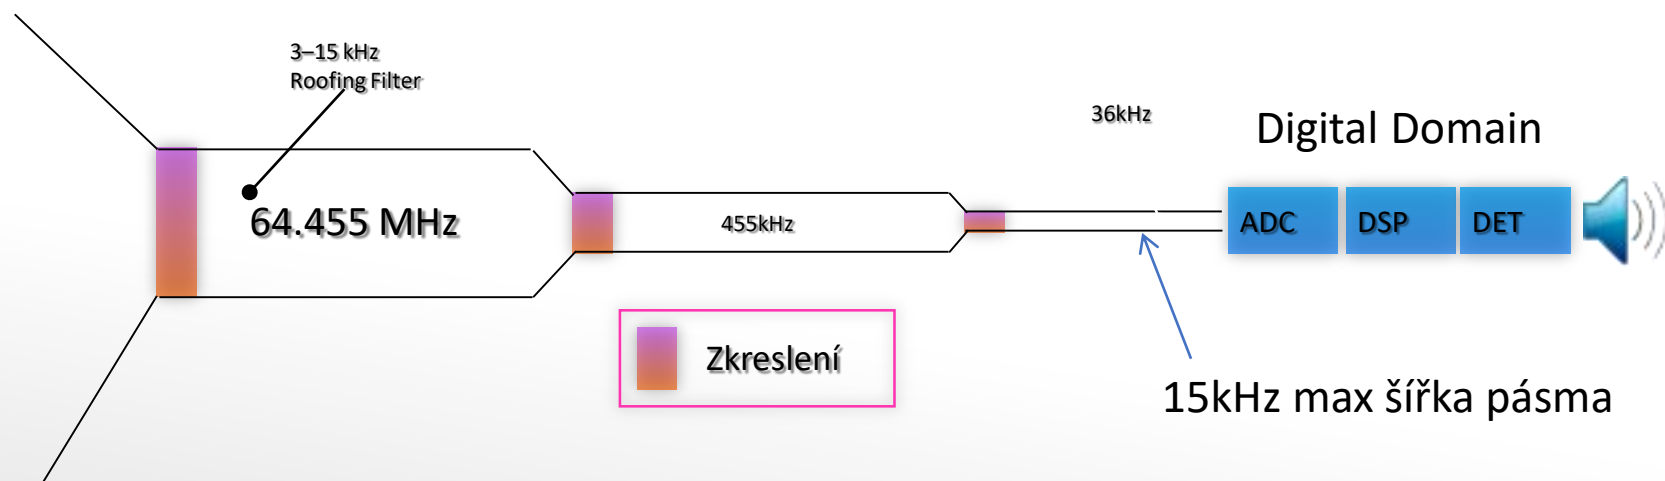 3–15 kHz
Roofing Filter
36kHz
Digital Domain
64.455 MHz
455kHz
ADC
DSP
DET
Zkreslení
15kHz max šířka pásma